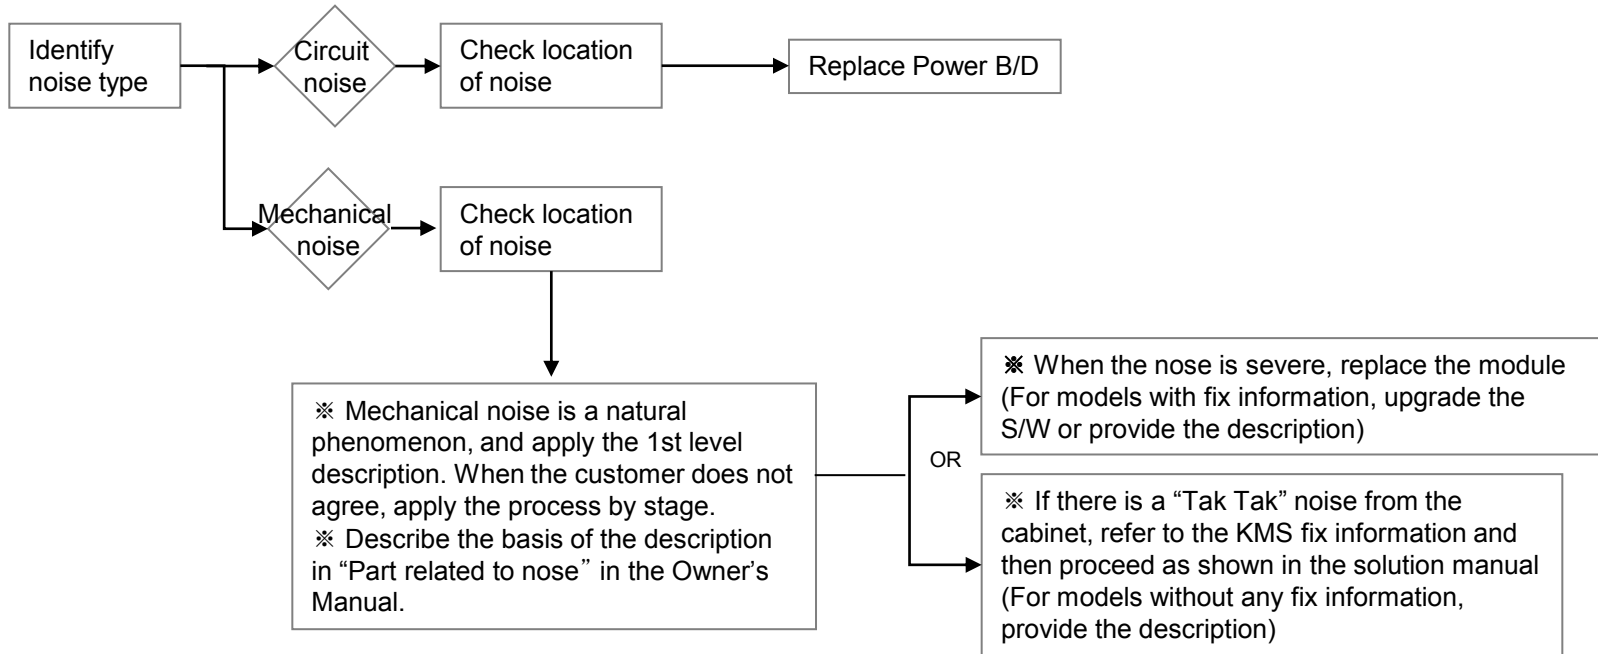 Identify
noise type
Circuit
noise
Check location
of noise
Replace Power B/D
Mechanical
noise
Check location
of noise
※ Mechanical noise is a natural
phenomenon, and apply the 1st level
description. When the customer does not
agree, apply the process by stage.
※ Describe the basis of the description
in “Part related to nose” in the Owner’s
Manual.
OR
※ When the nose is severe, replace the module
(For models with fix information, upgrade the
S/W or provide the description)
※ If there is a “Tak Tak” noise from the
cabinet, refer to the KMS fix information and
then proceed as shown in the solution manual
(For models without any fix information,
provide the description)